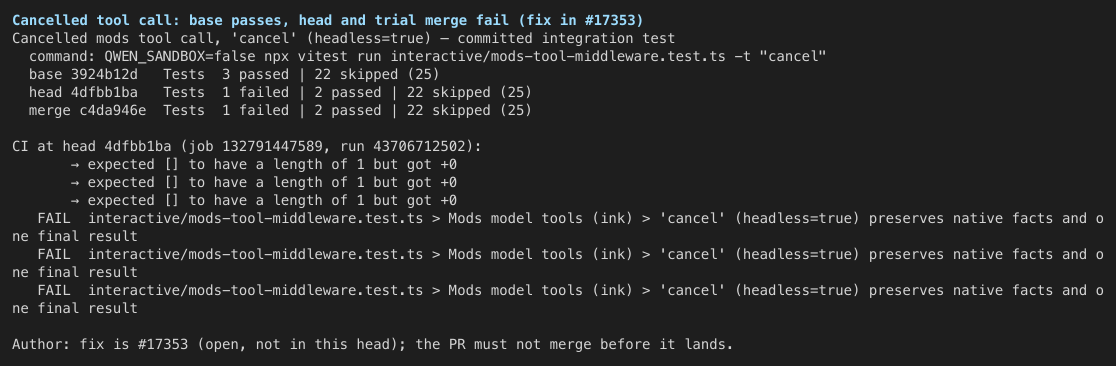 Cancelled tool call: base passes, head and trial merge fail (fix in #17353)
Cancelled mods tool call, 'cancel' (headless=true) — committed integration test
  command: QWEN_SANDBOX=false npx vitest run interactive/mods-tool-middleware.test.ts -t "cancel"
  base 3924b12d   Tests  3 passed | 22 skipped (25)
  head 4dfbb1ba   Tests  1 failed | 2 passed | 22 skipped (25)
  merge c4da946e  Tests  1 failed | 2 passed | 22 skipped (25)

CI at head 4dfbb1ba (job 132791447589, run 43706712502):
       → expected [] to have a length of 1 but got +0
       → expected [] to have a length of 1 but got +0
       → expected [] to have a length of 1 but got +0
   FAIL  interactive/mods-tool-middleware.test.ts > Mods model tools (ink) > 'cancel' (headless=true) preserves native facts and o
ne final result
   FAIL  interactive/mods-tool-middleware.test.ts > Mods model tools (ink) > 'cancel' (headless=true) preserves native facts and o
ne final result
   FAIL  interactive/mods-tool-middleware.test.ts > Mods model tools (ink) > 'cancel' (headless=true) preserves native facts and o
ne final result

Author: fix is #17353 (open, not in this head); the PR must not merge before it lands.